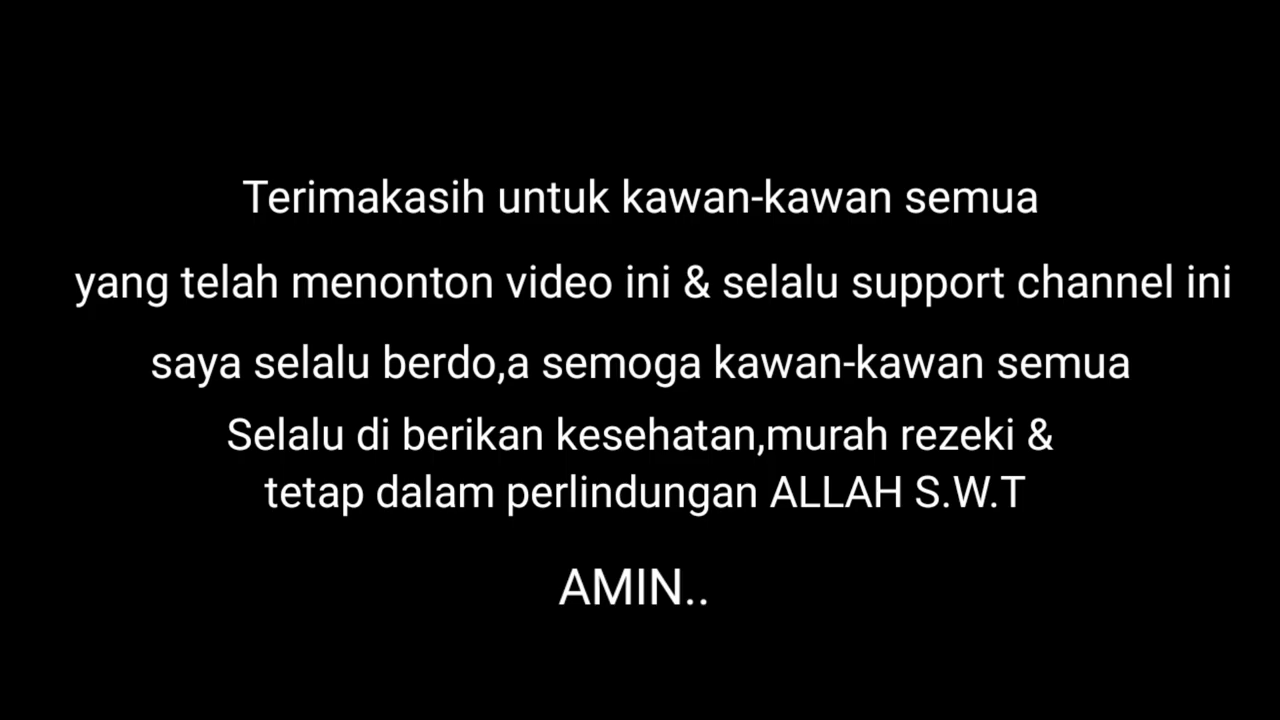 Terimakasih untuk kawan-kawan semua
yang telah menonton video ini & selalu support channel ini
saya selalu berdo,a semoga kawan-kawan semua
Selalu di berikan kesehatan,murah rezeki &
tetap dalam perlindungan ALLAH S.W.T
AMIN..